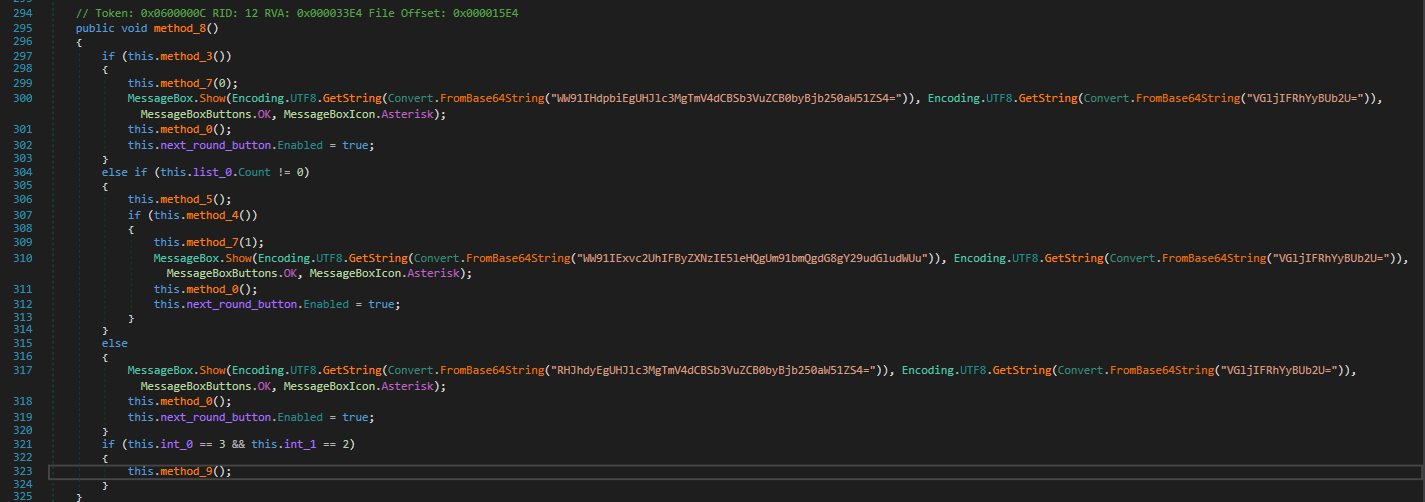 294 // Token: 0x0600000C RID: 12 RVA: 0x000033E4 File Offset: 0x000015E4
295 public void method_8()
296 {
297 if (this.method_3())
298 {
299 this.method_7(0);
300 MessageBox.Show(Encoding.UTF8.GetString(Convert.FromBase64String("WW91IHdpbiEgUHJlc3MgTmV4dCBSb3VuZCB0byBjb250aW51ZS4=")), Encoding.UTF8.GetString(Convert.FromBase64String("VGljIFRhYyBUb2U=")),
MessageBoxButtons.OK, MessageBoxIcon.Asterisk);
301 this.method_0();
302 this.next_round_button.Enabled = true;
303 }
304 else if (this.list_0.Count != 0)
305 {
306 this.method_5();
307 if (this.method_4())
308 {
309 this.method_7(1);
310 MessageBox.Show(Encoding.UTF8.GetString(Convert.FromBase64String("WW91IExvc2UhIFByZXNzIE5leHQgUm91bmQgdG8gY29udGludWUu")), Encoding.UTF8.GetString(Convert.FromBase64String("VGljIFRhYyBUb2U=")),
MessageBoxButtons.OK, MessageBoxIcon.Asterisk);
311 this.method_0();
312 this.next_round_button.Enabled = true;
313 }
314 }
315 else
316 {
317 MessageBox.Show(Encoding.UTF8.GetString(Convert.FromBase64String("RHJhdyEgUHJlc3MgTmV4dCBSb3VuZCB0byBjb250aW51ZS4=")), Encoding.UTF8.GetString(Convert.FromBase64String("VGljIFRhYyBUb2U=")),
MessageBoxButtons.OK, MessageBoxIcon.Asterisk);
318 this.method_0();
319 this.next_round_button.Enabled = true;
320 }
321 if (this.int_0 == 3 && this.int_1 == 2)
322 {
323 this.method_9();
324 }
325 }